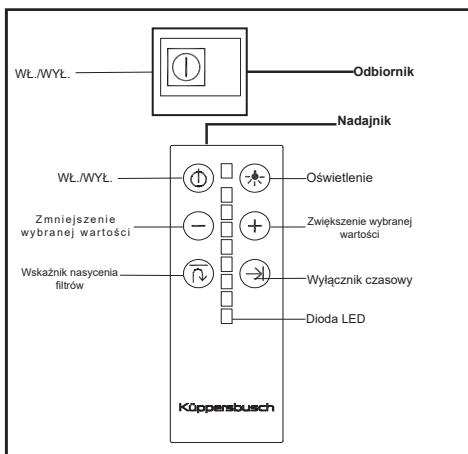 WŁ./WYŁ.
Odbiornik
Nadajnik
WŁ./WYŁ.
Oświetlenie
Zmniejszenie
wybranej wartości
Zwiększenie wybranej
wartości
Wskaźnik nasycenia
filtrów
Wyłącznik czasowy
Dioda LED
Küppersbusch